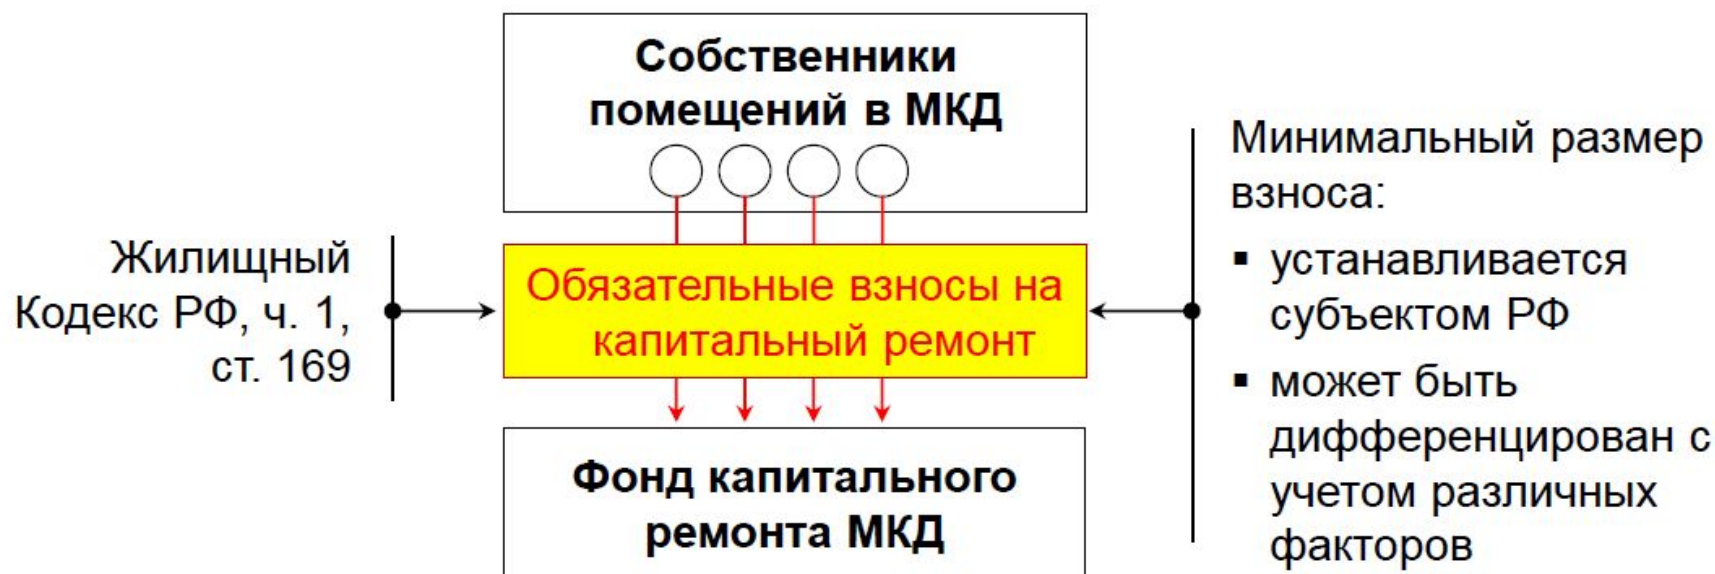 Собственники
помещений в МКД
Жилищный
Кодекс РФ, ч. 1,
ст. 169
Обязательные взносы на
капитальный ремонт
Минимальный размер
взноса:
▪ устанавливается
субъектом РФ
▪ может быть
дифференцирован с
учетом различных
факторов
Фонд капитального
ремонта МКД